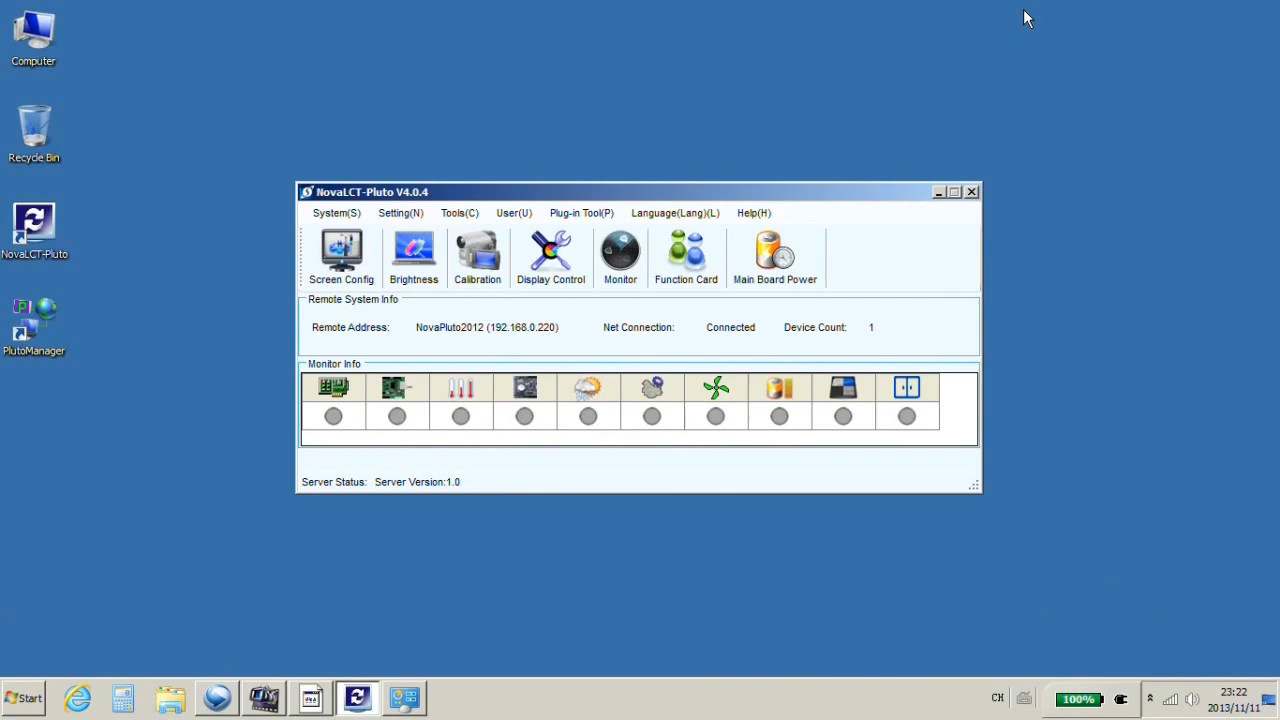 Computer
Recycle Bin
NovaLCT-Pluto
PlutoManager
NovaLCT-Pluto V4.0.4
System(S) Setting(N) Tools(C) User(U) Plug-in Tool(P) Language(Lang)(L) Help(H)
Screen Config Brightness Calibration Display Control Monitor Function Card Main Board Power
Remote System Info
Remote Address: NovaPluto2012 (192.168.0.220) Net Connection: Connected Device Count: 1
Monitor Info
Server Status: Server Version:1.0
Start
CH
100%
23:22
2013/11/11